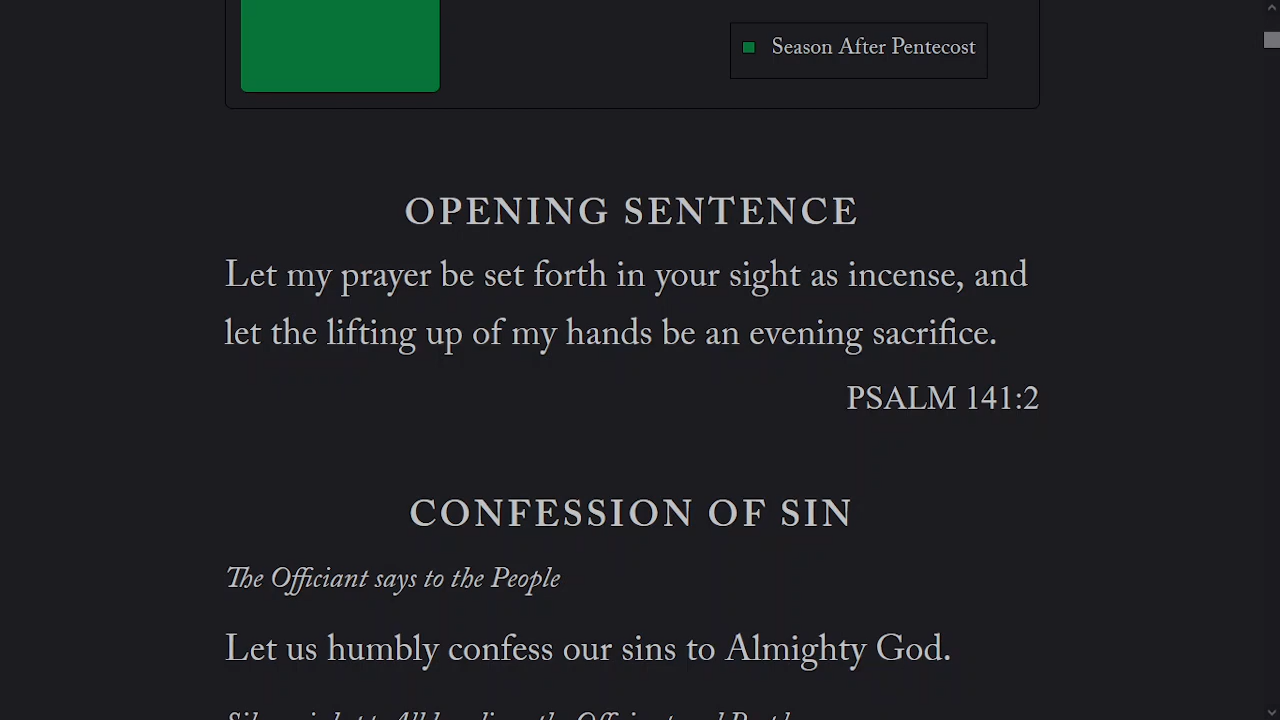 Season After Pentecost
OPENING SENTENCE
Let my prayer be set forth in your sight as incense, and
let the lifting up of my hands be an evening sacrifice.
PSALM 141:2
CONFESSION OF SIN
The Officiant says to the People
Let us humbly confess our sins to Almighty God.